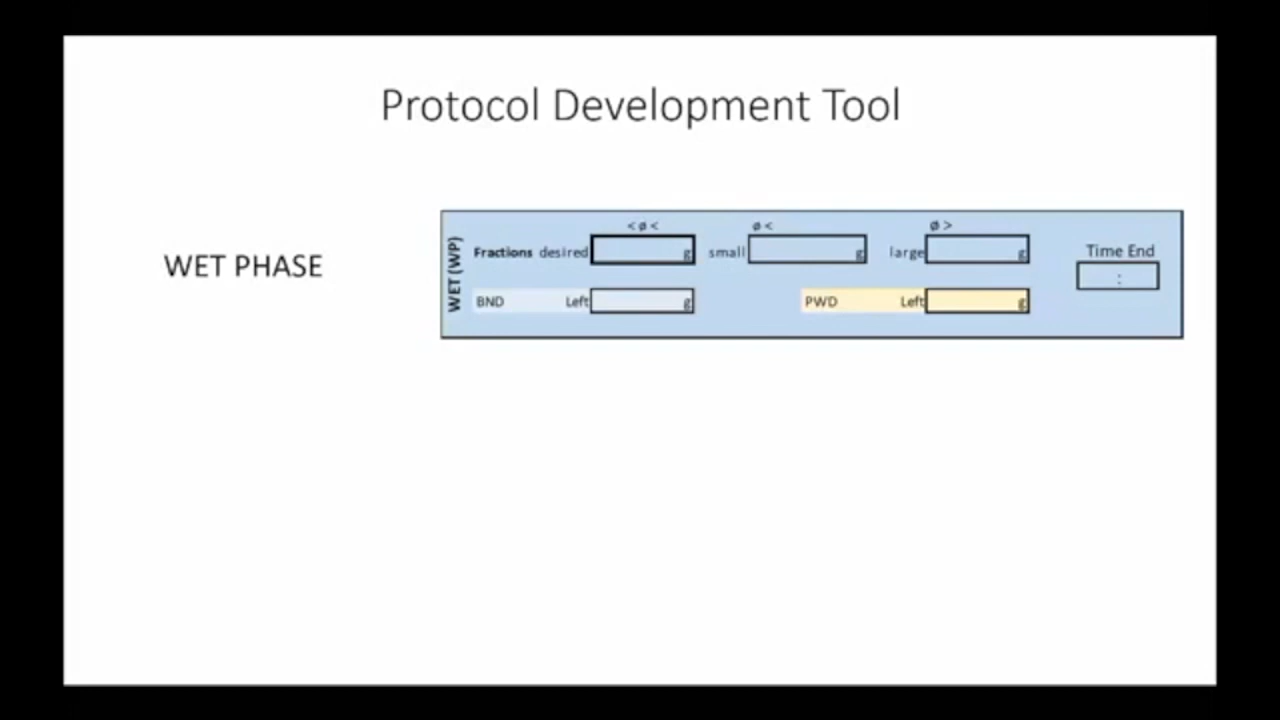 Protocol Development Tool
WET PHASE
WET (WP)
< ø < ø < ø >
Fractions desired g small g large g
Time End
:
BND Left g PWD Left g